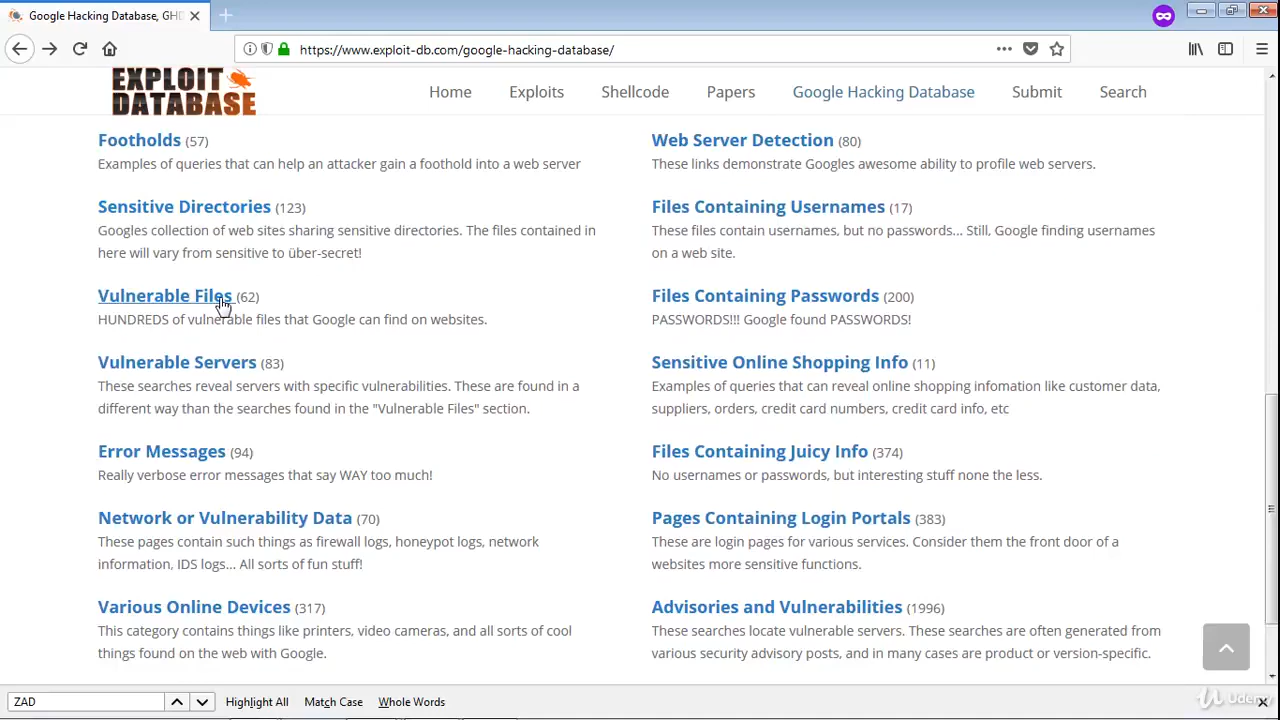 Google Hacking Database, GHD
https://www.exploit-db.com/google-hacking-database/
EXPLOIT
DATABASE
Home
Exploits
Shellcode
Papers
Google Hacking Database
Submit
Search
Footholds (57)
Examples of queries that can help an attacker gain a foothold into a web server
Sensitive Directories (123)
Googles collection of web sites sharing sensitive directories. The files contained in
here will vary from sensitive to über-secret!
Vulnerable Files (62)
HUNDREDS of vulnerable files that Google can find on websites.
Vulnerable Servers (83)
These searches reveal servers with specific vulnerabilities. These are found in a
different way than the searches found in the "Vulnerable Files" section.
Error Messages (94)
Really verbose error messages that say WAY too much!
Network or Vulnerability Data (70)
These pages contain such things as firewall logs, honeypot logs, network
information, IDS logs... All sorts of fun stuff!
Various Online Devices (317)
This category contains things like printers, video cameras, and all sorts of cool
things found on the web with Google.
Web Server Detection (80)
These links demonstrate Googles awesome ability to profile web servers.
Files Containing Usernames (17)
These files contain usernames, but no passwords... Still, Google finding usernames
on a web site.
Files Containing Passwords (200)
PASSWORDS!!! Google found PASSWORDS!
Sensitive Online Shopping Info (11)
Examples of queries that can reveal online shopping infomation like customer data,
suppliers, orders, credit card numbers, credit card info, etc
Files Containing Juicy Info (374)
No usernames or passwords, but interesting stuff none the less.
Pages Containing Login Portals (383)
These are login pages for various services. Consider them the front door of a
websites more sensitive functions.
Advisories and Vulnerabilities (1996)
These searches locate vulnerable servers. These searches are often generated from
various security advisory posts, and in many cases are product or version-specific.
ZAD
Highlight All
Match Case
Whole Words
Udemy